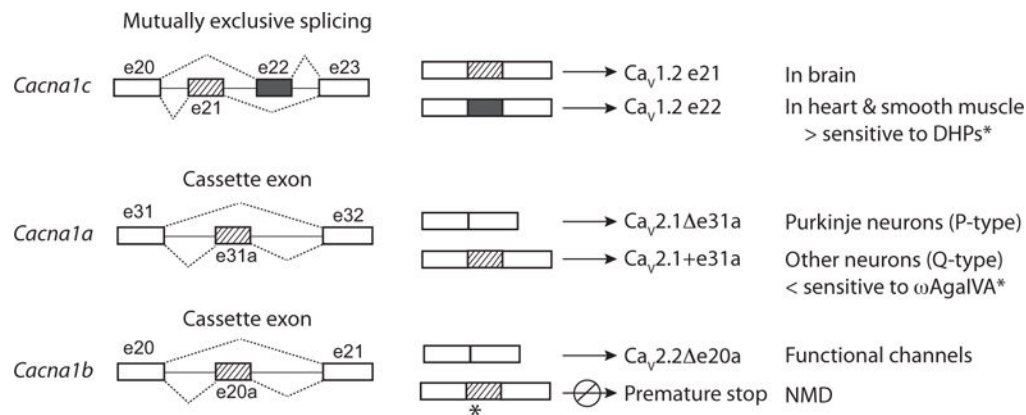 Mutually exclusive splicing
Cacna1c
e20
e22
e23
e21
Cav1.2 e21
In brain
Cav1.2 e22
In heart & smooth muscle
> sensitive to DHPs*
Cassette exon
Cacna1a
e31
e32
e31a
Cav2.1Δe31a
Purkinje neurons (P-type)
Cav2.1+e31a
Other neurons (Q-type)
< sensitive to ωAgaIVA*
Cassette exon
Cacna1b
e20
e21
e20a
Cav2.2Δe20a
Functional channels
Premature stop
NMD
*